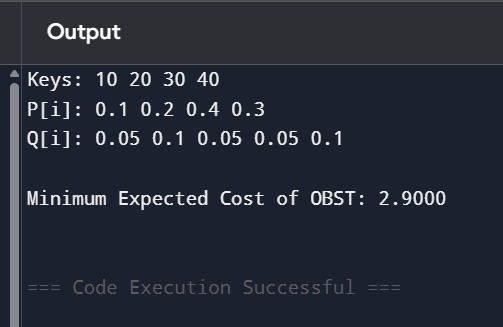 Output
Keys: 10 20 30 40
P[i]: 0.1 0.2 0.4 0.3
Q[i]: 0.05 0.1 0.05 0.05 0.1
Minimum Expected Cost of OBST: 2.9000
=== Code Execution Successful ===